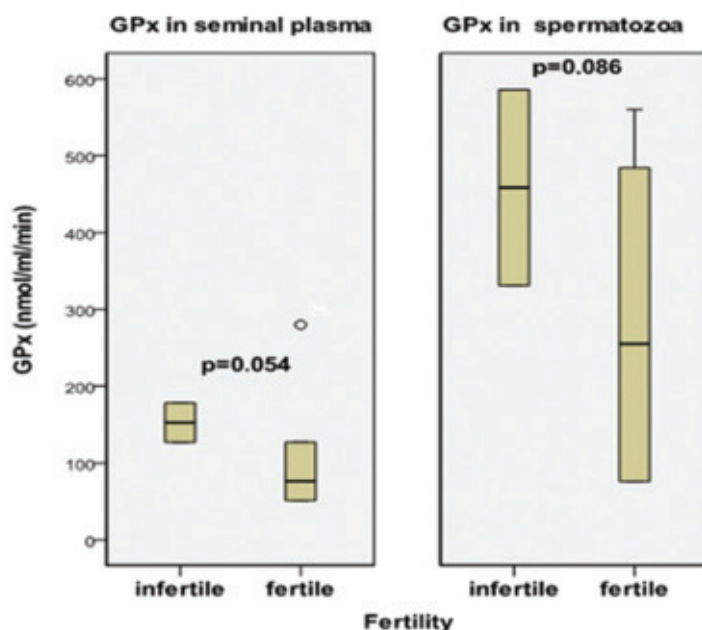 GPx in seminal plasma
GPx in spermatozoa
p=0.086
600
500
400
300
200
100
0
GPx (nmol/ml/min)
p=0.054
infertile
fertile
infertile
fertile
Fertility